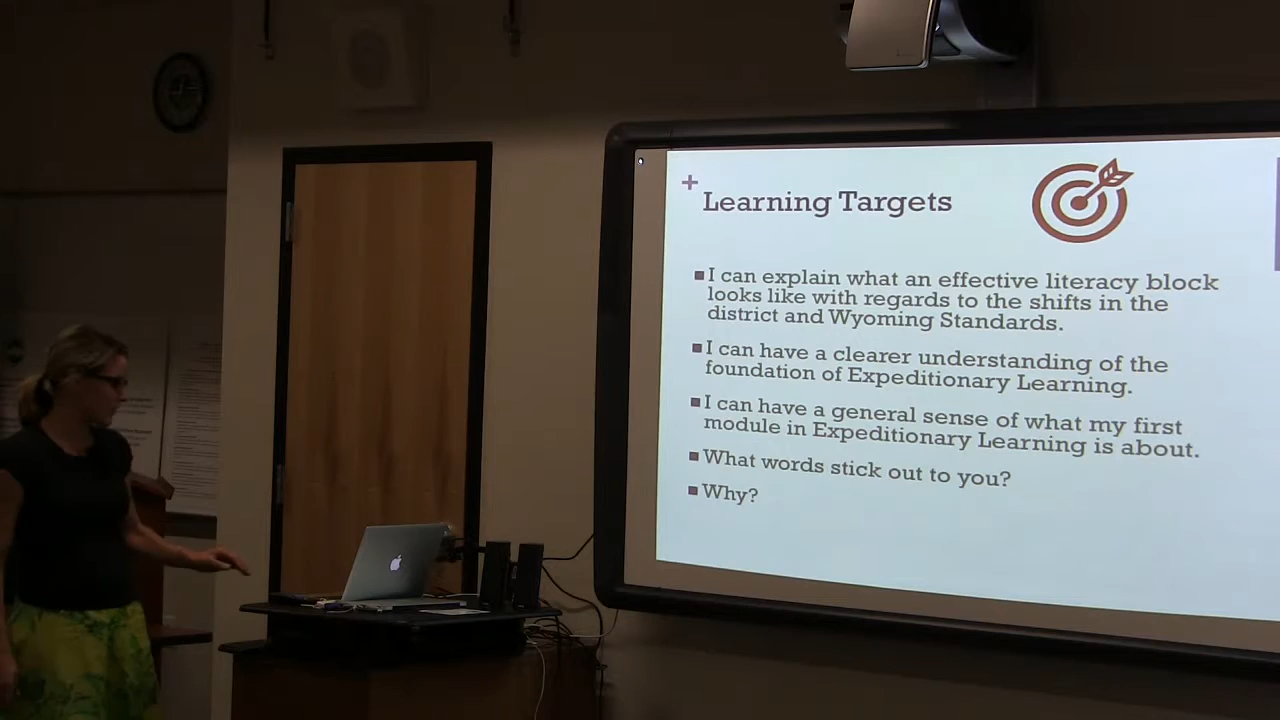 +
Learning Targets
I can explain what an effective literacy block
looks like with regards to the shifts in the
district and Wyoming Standards.
I can have a clearer understanding of the
foundation of Expeditionary Learning.
I can have a general sense of what my first
module in Expeditionary Learning is about.
What words stick out to you?
Why?